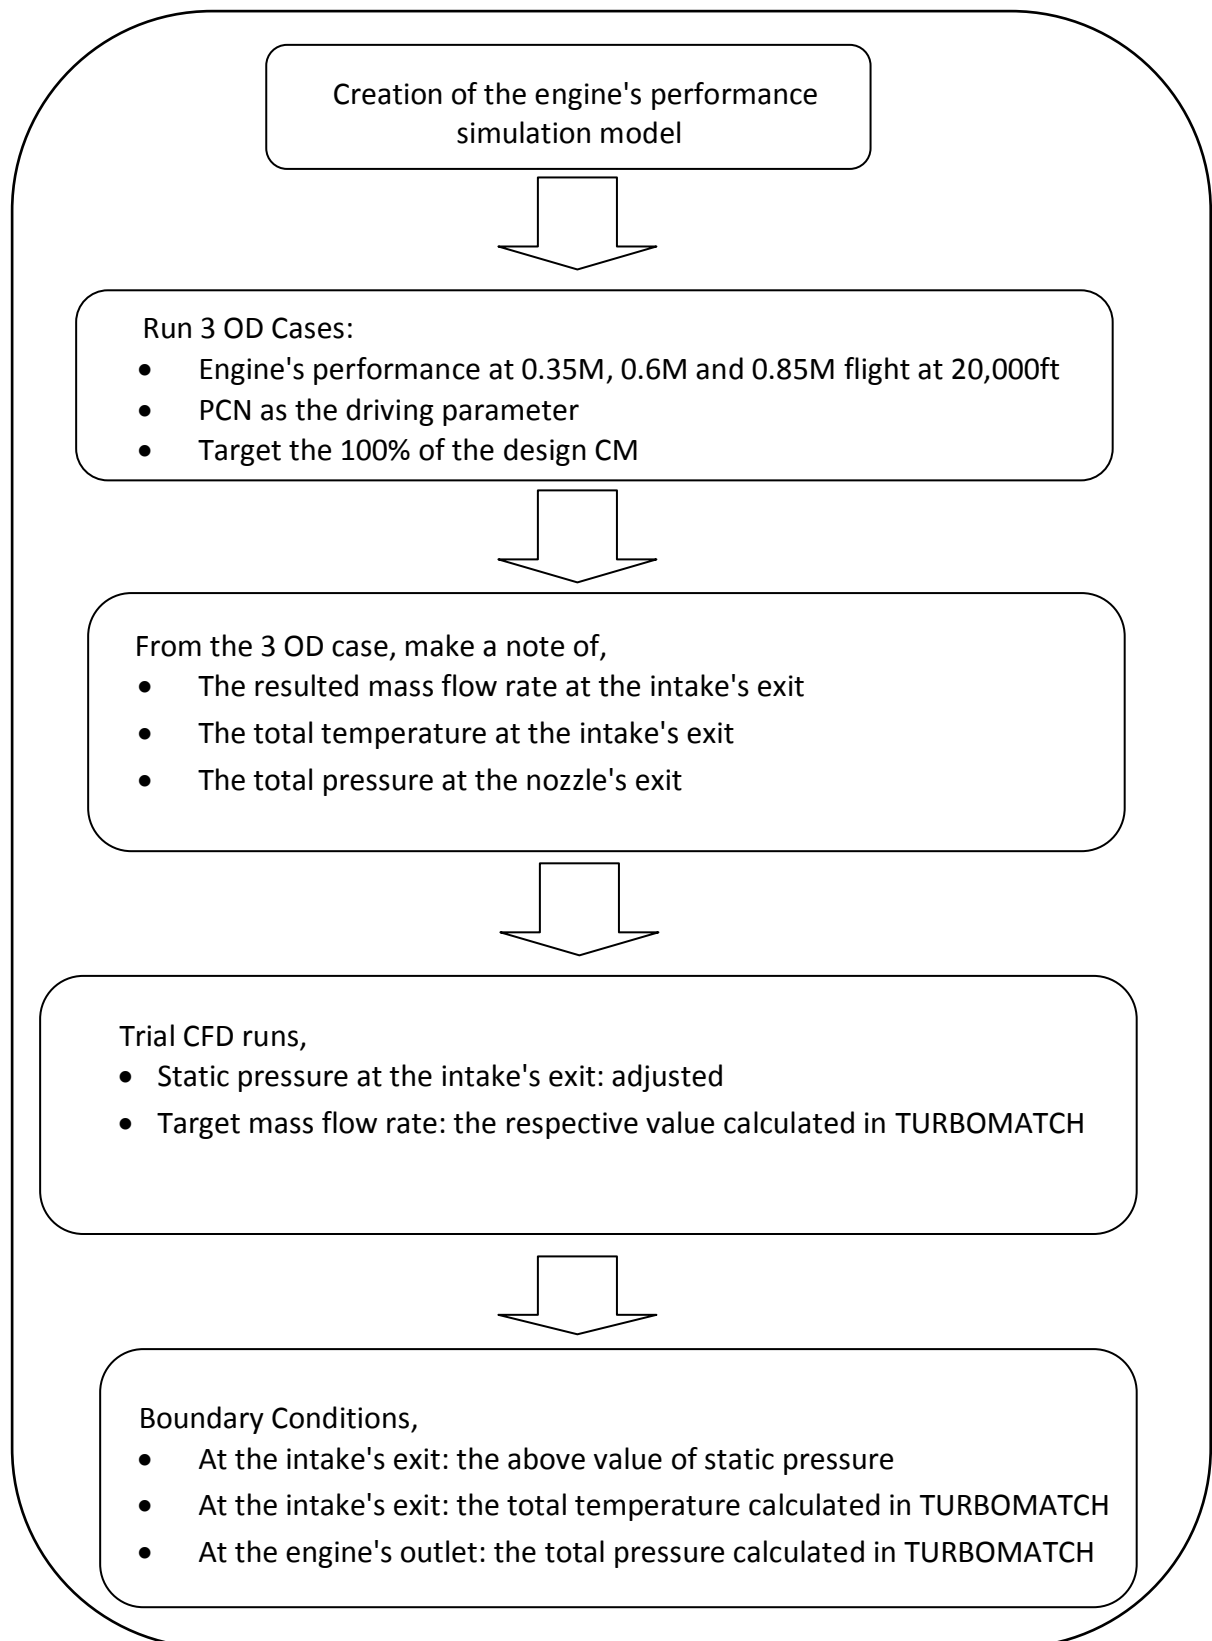 Creation of the engine's performance
simulation model
Run 3 OD Cases:
• Engine's performance at 0.35M, 0.6M and 0.85M flight at 20,000ft
• PCN as the driving parameter
• Target the 100% of the design CM
From the 3 OD case, make a note of,
• The resulted mass flow rate at the intake's exit
• The total temperature at the intake's exit
• The total pressure at the nozzle's exit
Trial CFD runs,
• Static pressure at the intake's exit: adjusted
• Target mass flow rate: the respective value calculated in TURBOMATCH
Boundary Conditions,
• At the intake's exit: the above value of static pressure
• At the intake's exit: the total temperature calculated in TURBOMATCH
• At the engine's outlet: the total pressure calculated in TURBOMATCH